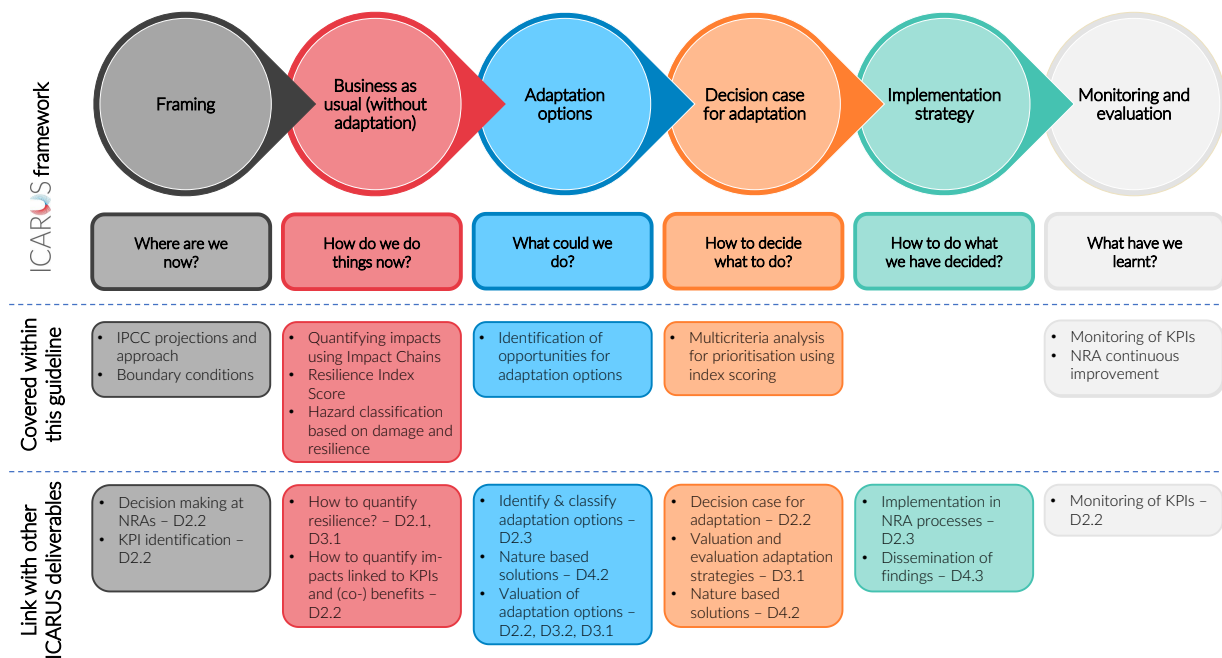 ICARUS framework
Framing
Business as
usual (without
adaptation)
Adaptation
options
Decision case
for adaptation
Implementation
strategy
Monitoring and
evaluation
Where are we
now?
How do we do
things now?
What could we
do?
How to decide
what to do?
How to do what
we have decided?
What have we
learnt?
Covered within
this guideline
• IPCC projections and
approach
• Boundary conditions
• Quantifying impacts
using Impact Chains
• Resilience Index
Score
• Hazard classification
based on damage and
resilience
• Identification of
opportunities for
adaptation options
• Multicriteria analysis
for prioritisation using
index scoring
• Monitoring of KPIs
• NRA continuous
improvement
Link with other
ICARUS deliverables
• Decision making at
NRAs – D2.2
• KPI identification –
D2.2
• How to quantify
resilience? – D2.1,
D3.1
• How to quantify im-
pacts linked to KPIs
and (co-) benefits –
D2.2
• Identify & classify
adaptation options –
D2.3
• Nature based
solutions – D4.2
• Valuation of
adaptation options –
D2.2, D3.2, D3.1
• Decision case for
adaptation – D2.2
• Valuation and
evaluation adaptation
strategies – D3.1
• Nature based
solutions – D4.2
• Implementation in
NRA processes –
D2.3
• Dissemination of
findings – D4.3
• Monitoring of KPIs –
D2.2